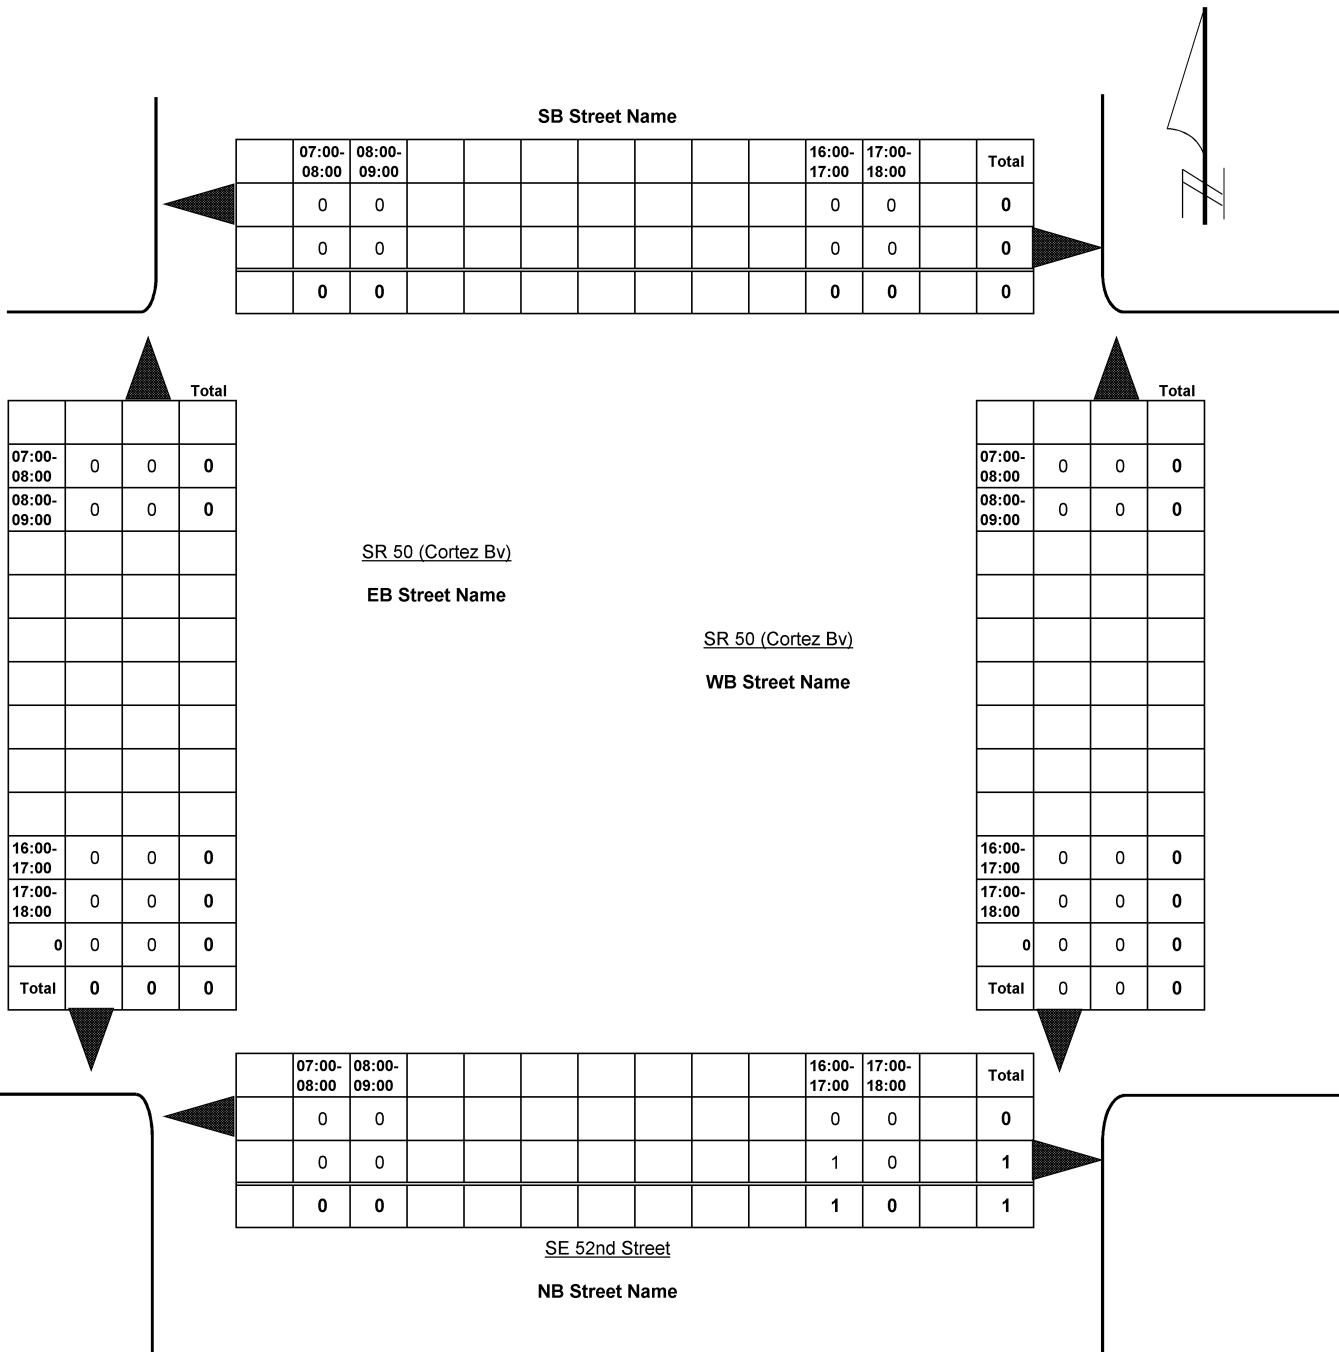 SB Street Name
07:00- 08:00- 16:00- 17:00- Total
08:00 09:00 17:00 18:00
0 0 0 0 0
0 0 0 0 0
0 0 0 0 0
Total
07:00-
08:00 0 0 0
08:00-
09:00 0 0 0
16:00-
17:00 0 0 0
17:00-
18:00 0 0 0
0 0 0 0
Total 0 0 0
SR 50 (Cortez Bv)
EB Street Name
SR 50 (Cortez Bv)
WB Street Name
Total
07:00-
08:00 0 0 0
08:00-
09:00 0 0 0
16:00-
17:00 0 0 0
17:00-
18:00 0 0 0
0 0 0 0
Total 0 0 0
07:00- 08:00- 16:00- 17:00- Total
08:00 09:00 17:00 18:00
0 0 0 0 0
0 0 1 0 1
0 0 1 0 1
SE 52nd Street
NB Street Name
N